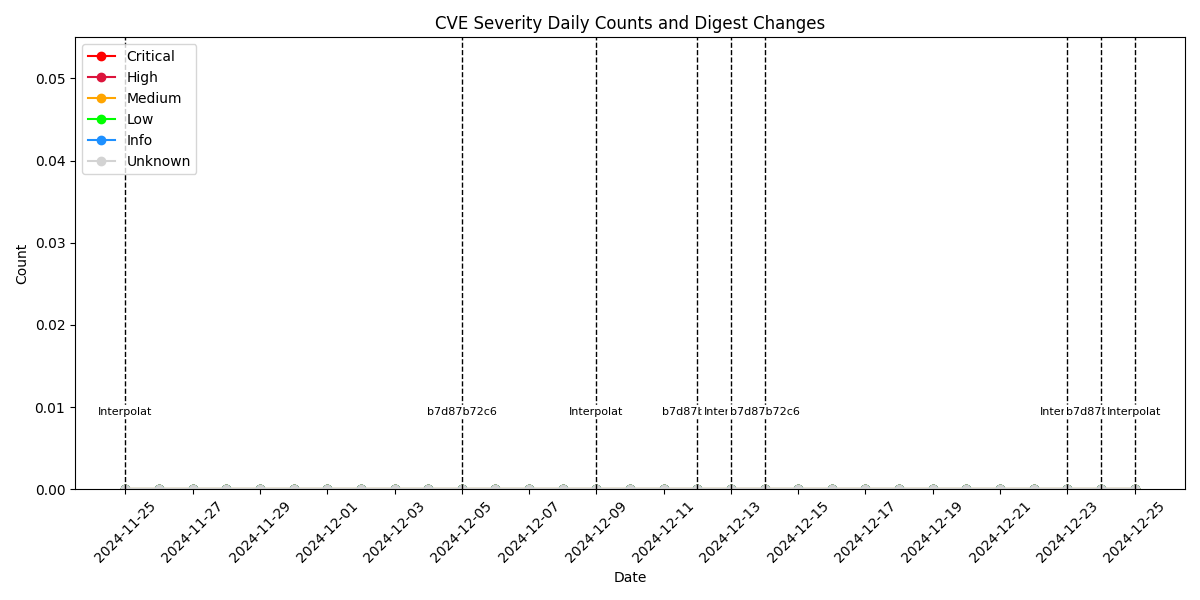 CVE Severity Daily Counts and Digest Changes
Critical
High
Medium
Low
Info
Unknown
Count
0.05
0.04
0.03
0.02
0.01
0.00
Interpolat
b7d87b72c6
Interpolat
b7d87b
Inter
b7d87b72c6
Inter
b7d87b
Interpolat
2024-11-25
2024-11-27
2024-11-29
2024-12-01
2024-12-03
2024-12-05
2024-12-07
2024-12-09
2024-12-11
2024-12-13
2024-12-15
2024-12-17
2024-12-19
2024-12-21
2024-12-23
2024-12-25
Date